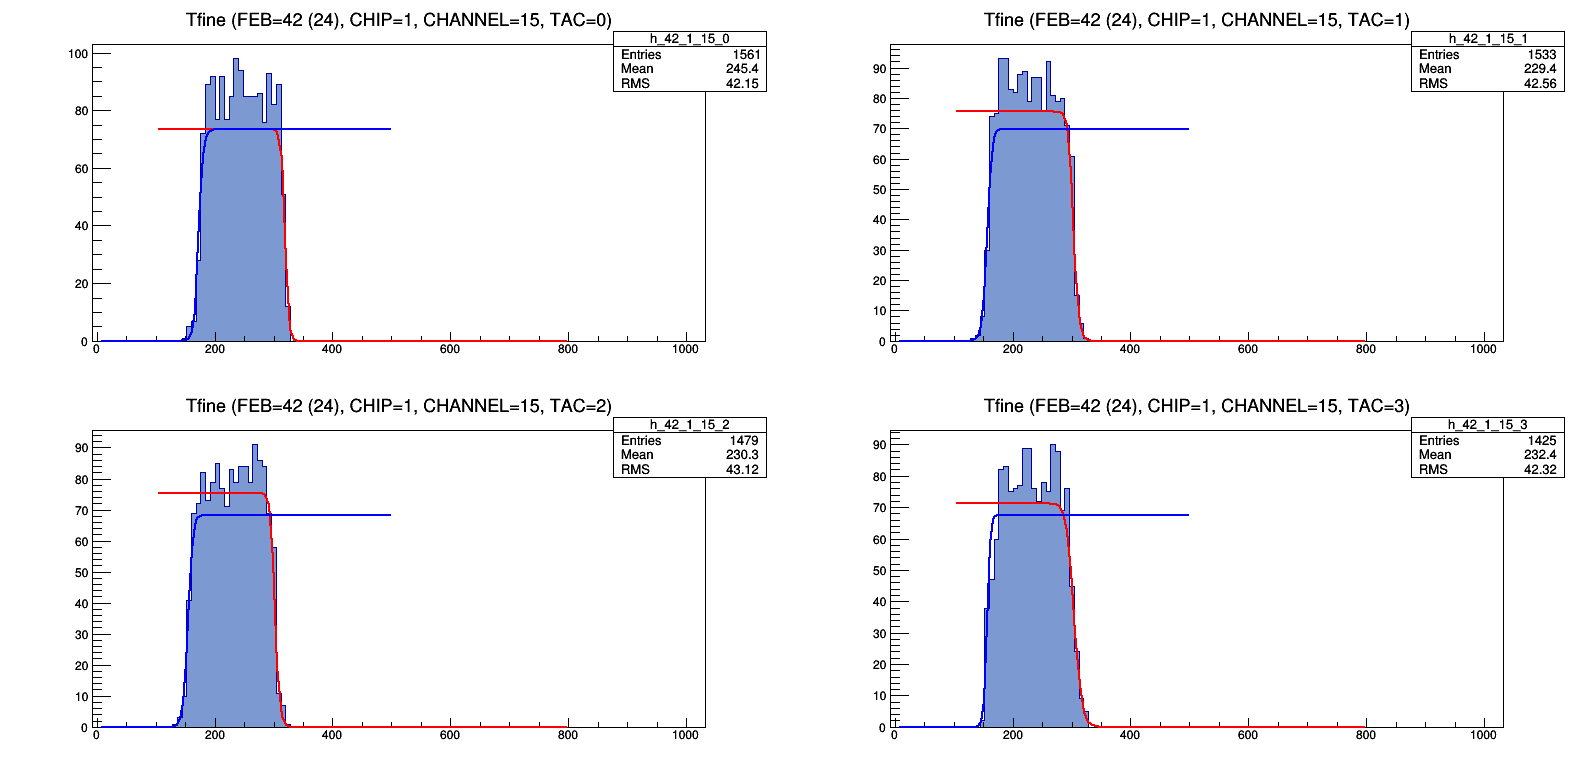 Tfine (FEB=42 (24), CHIP=1, CHANNEL=15, TAC=0)
h_42_1_15_0
Entries 1561
Mean 245.4
RMS 42.15
100
80
60
40
20
0
0 200 400 600 800 1000
Tfine (FEB=42 (24), CHIP=1, CHANNEL=15, TAC=1)
h_42_1_15_1
Entries 1533
Mean 229.4
RMS 42.56
90
80
70
60
50
40
30
20
10
0
0 200 400 600 800 1000
Tfine (FEB=42 (24), CHIP=1, CHANNEL=15, TAC=2)
h_42_1_15_2
Entries 1479
Mean 230.3
RMS 43.12
90
80
70
60
50
40
30
20
10
0
0 200 400 600 800 1000
Tfine (FEB=42 (24), CHIP=1, CHANNEL=15, TAC=3)
h_42_1_15_3
Entries 1425
Mean 232.4
RMS 42.32
90
80
70
60
50
40
30
20
10
0
0 200 400 600 800 1000